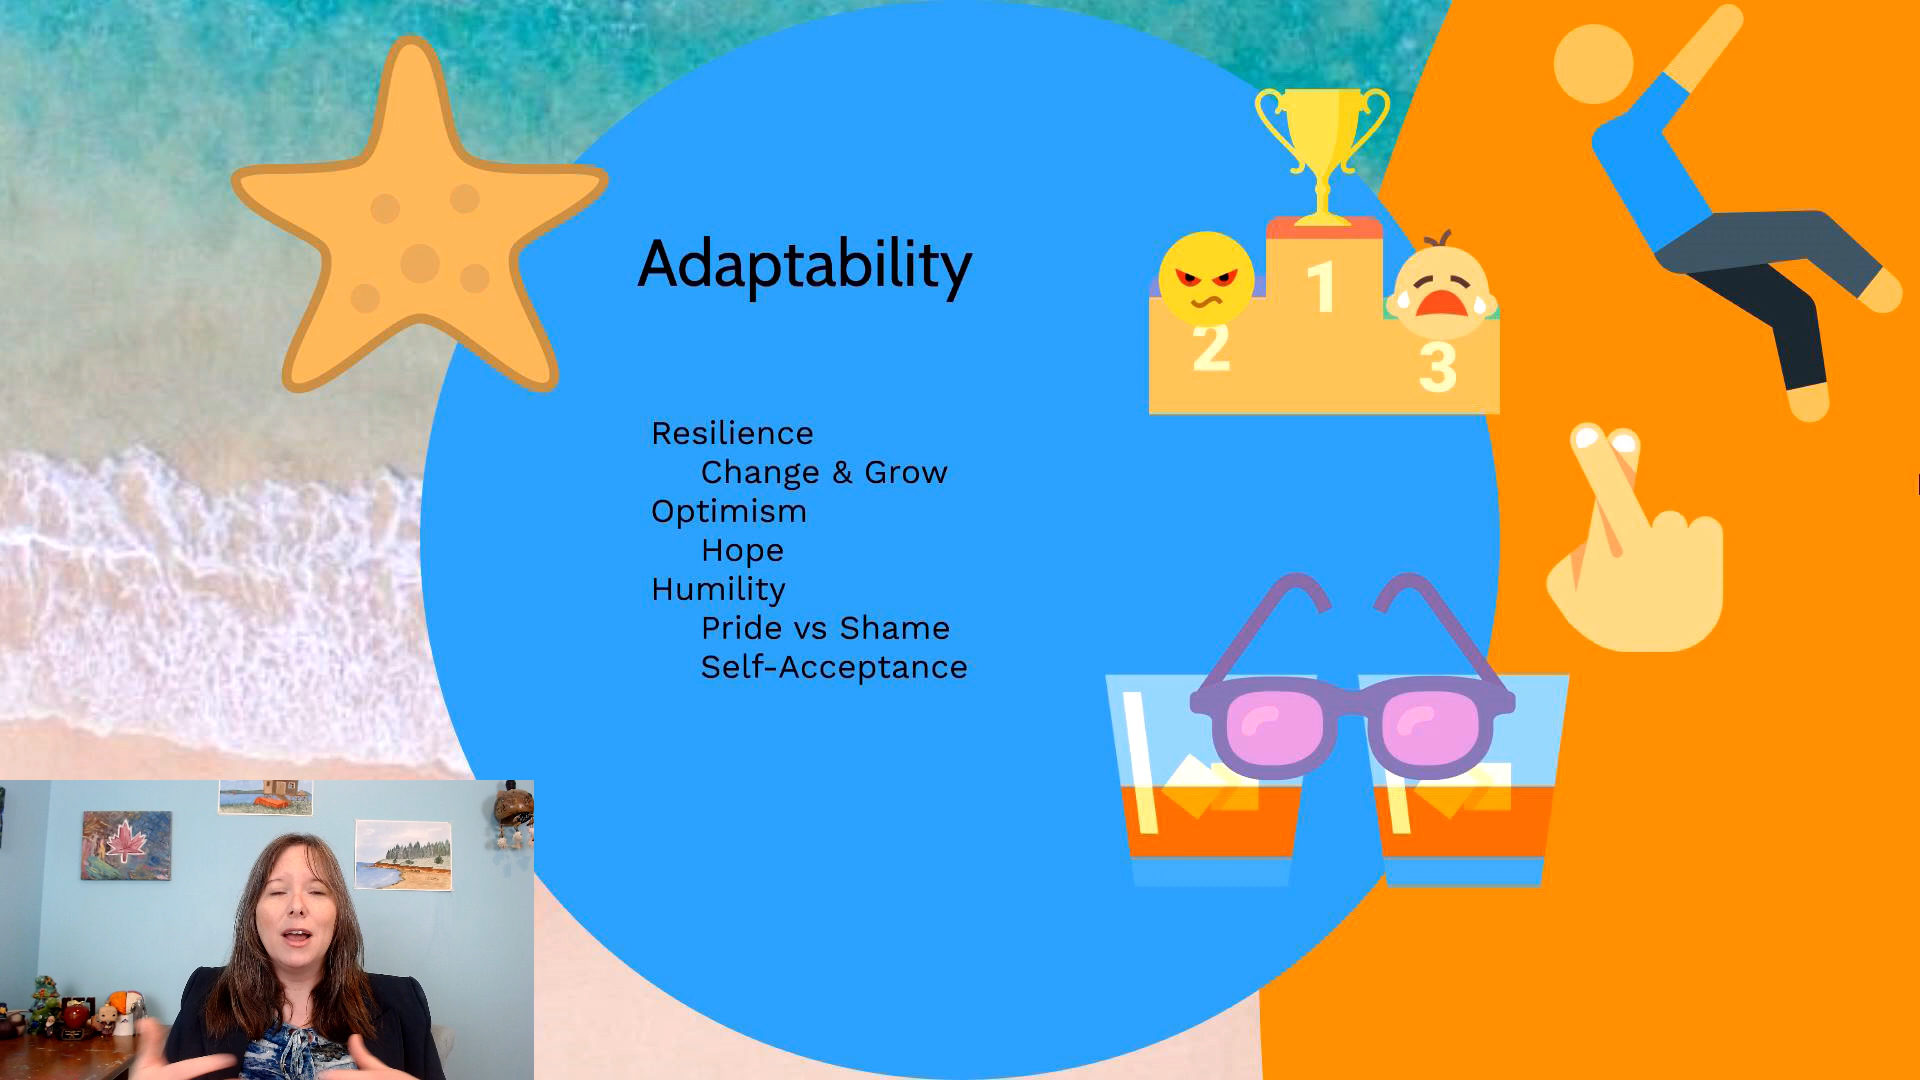 Adaptability
1
2
3
Resilience
Change & Grow
Optimism
Hope
Humility
Pride vs Shame
Self-Acceptance